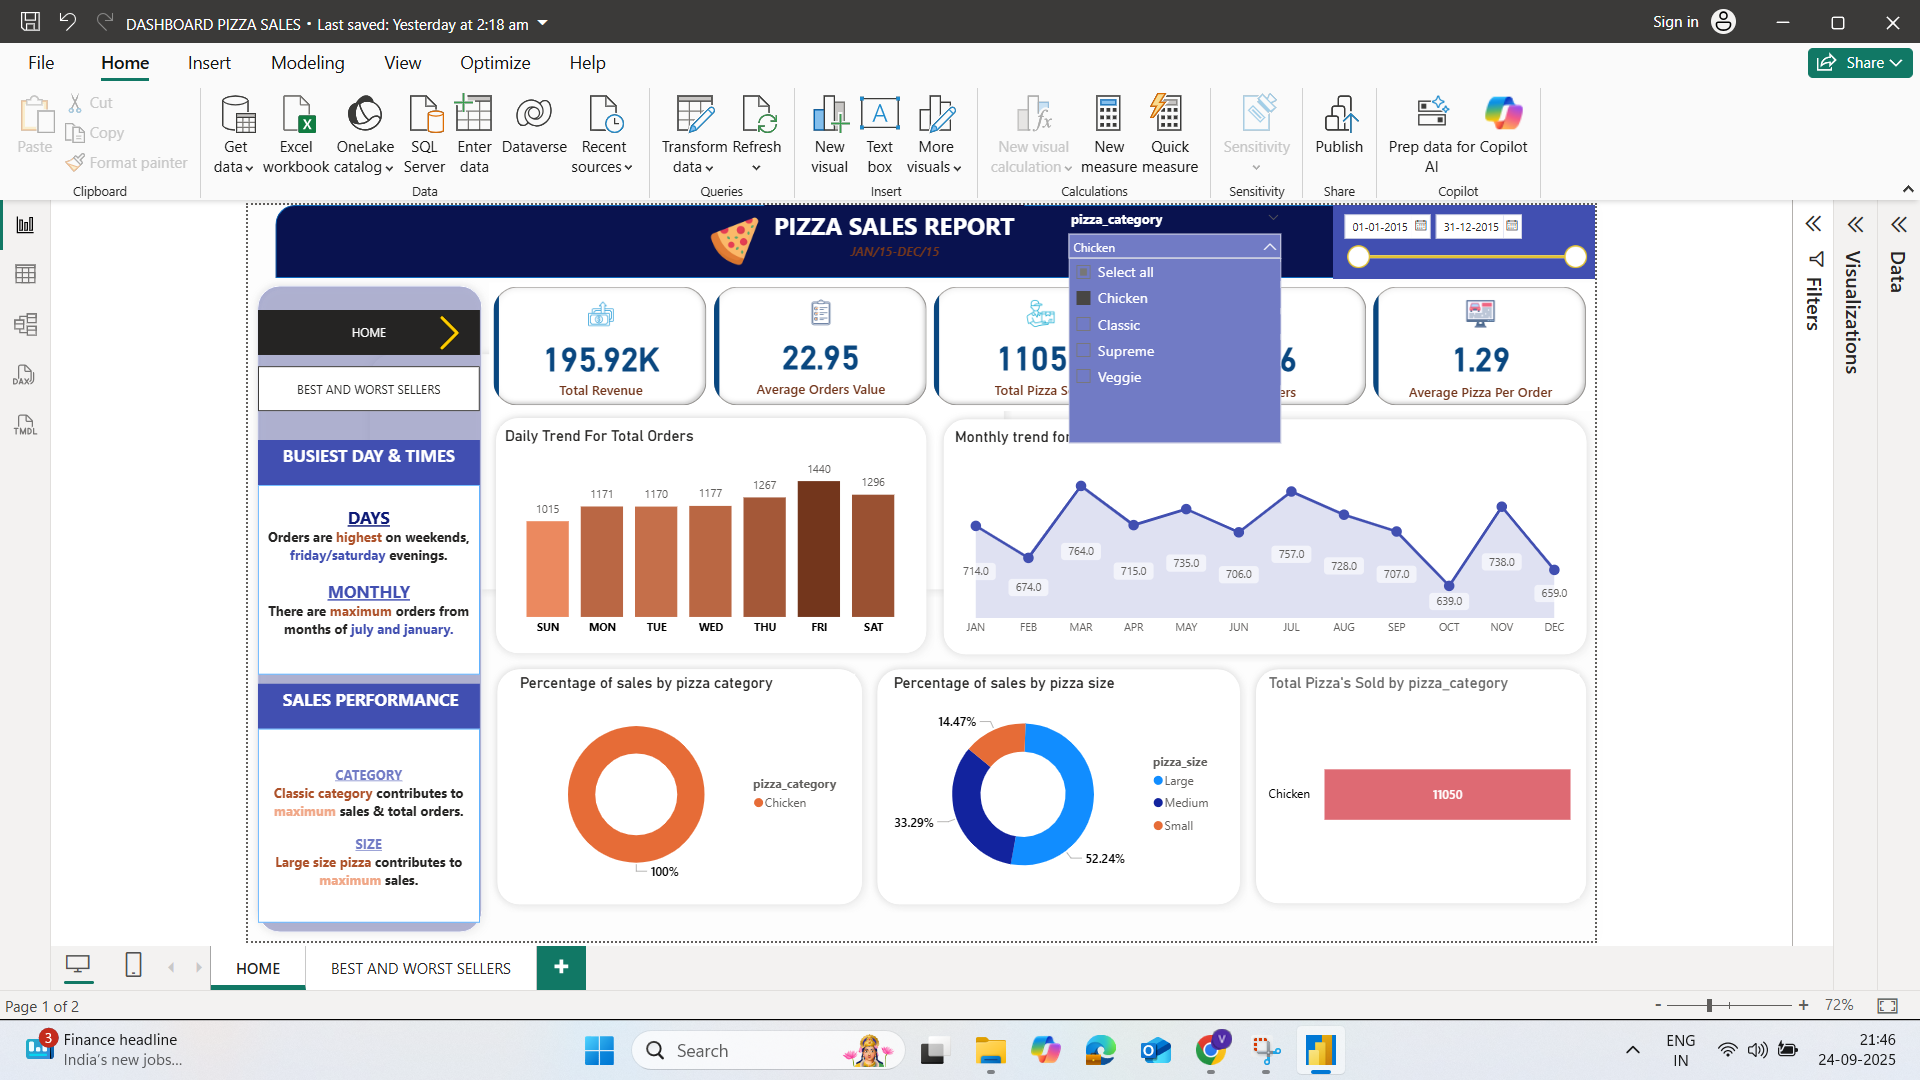 DASHBOARD PIZZA SALES • Last saved: Yesterday at 2:18 am
Sign in
File
Home
Insert
Modeling
View
Optimize
Help
Share
Paste
Cut
Copy
Format painter
Clipboard
Get data
Excel workbook
OneLake catalog
SQL Server
Enter data
Dataverse
Recent sources
Data
Transform data
Refresh
Queries
New visual
Text box
More visuals
Insert
New visual calculation
New measure
Quick measure
Calculations
Sensitivity
Sensitivity
Publish
Share
Prep data for AI
Copilot
Copilot
DAX
TMDL
PIZZA SALES REPORT
JAN/15-DEC/15
pizza_category
Chicken
Select all
Chicken
Classic
Supreme
Veggie
01-01-2015
31-12-2015
Filters
Visualizations
Data
HOME
BEST AND WORST SELLERS
BUSIEST DAY & TIMES
DAYS
Orders are highest on weekends,
friday/saturday evenings.
MONTHLY
There are maximum orders from
months of july and january.
SALES PERFORMANCE
CATEGORY
Classic category contributes to
maximum sales & total orders.
SIZE
Large size pizza contributes to
maximum sales.
195.92K
Total Revenue
22.95
Average Orders Value
1105
Total Pizza S
6
ers
1.29
Average Pizza Per Order
Daily Trend For Total Orders
1015
1171
1170
1177
1267
1440
1296
SUN
MON
TUE
WED
THU
FRI
SAT
Monthly trend for
714.0
674.0
764.0
715.0
735.0
706.0
757.0
728.0
707.0
639.0
738.0
659.0
JAN
FEB
MAR
APR
MAY
JUN
JUL
AUG
SEP
OCT
NOV
DEC
Percentage of sales by pizza category
100%
pizza_category
Chicken
Percentage of sales by pizza size
14.47%
33.29%
52.24%
pizza_size
Large
Medium
Small
Total Pizza's Sold by pizza_category
Chicken
11050
HOME
BEST AND WORST SELLERS
+
Page 1 of 2
- + 72%
3
Finance headline
India's new jobs...
Search
V
ENG
IN
21:46
24-09-2025